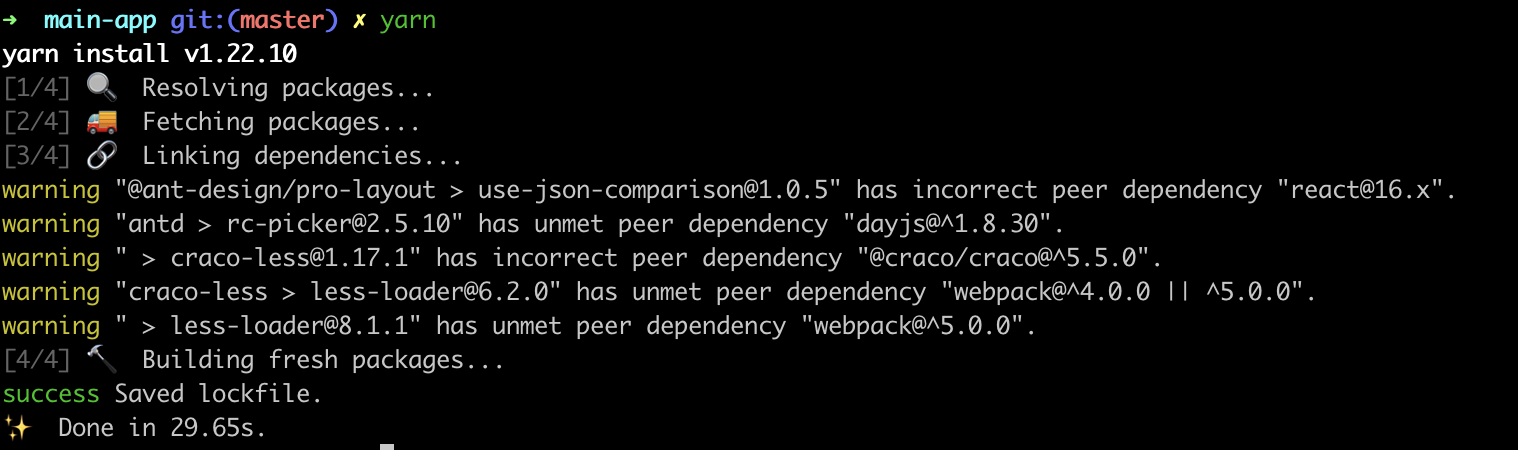 ➜  main-app git:(master) ✗ yarn
yarn install v1.22.10
[1/4] 🔍  Resolving packages...
[2/4] 🚚  Fetching packages...
[3/4] 🔗  Linking dependencies...
warning "@ant-design/pro-layout > use-json-comparison@1.0.5" has incorrect peer dependency "react@16.x".
warning "antd > rc-picker@2.5.10" has unmet peer dependency "dayjs@^1.8.30".
warning " > craco-less@1.17.1" has incorrect peer dependency "@craco/craco@^5.5.0".
warning "craco-less > less-loader@6.2.0" has unmet peer dependency "webpack@^4.0.0 || ^5.0.0".
warning " > less-loader@8.1.1" has unmet peer dependency "webpack@^5.0.0".
[4/4] 🔨  Building fresh packages...
success Saved lockfile.
✨  Done in 29.65s.